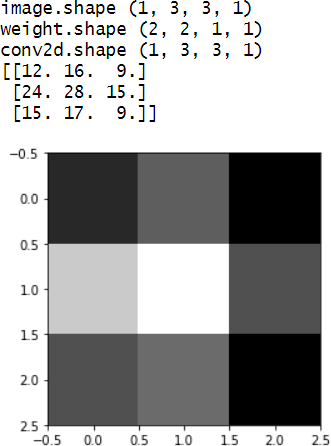 image.shape (1, 3, 3, 1)
weight.shape (2, 2, 1, 1)
conv2d.shape (1, 3, 3, 1)
[[12. 16.  9.]
 [24. 28. 15.]
 [15. 17.  9.]]
−0.5
0.0
0.5
1.0
1.5
2.0
2.5
−0.5 0.0 0.5 1.0 1.5 2.0 2.5